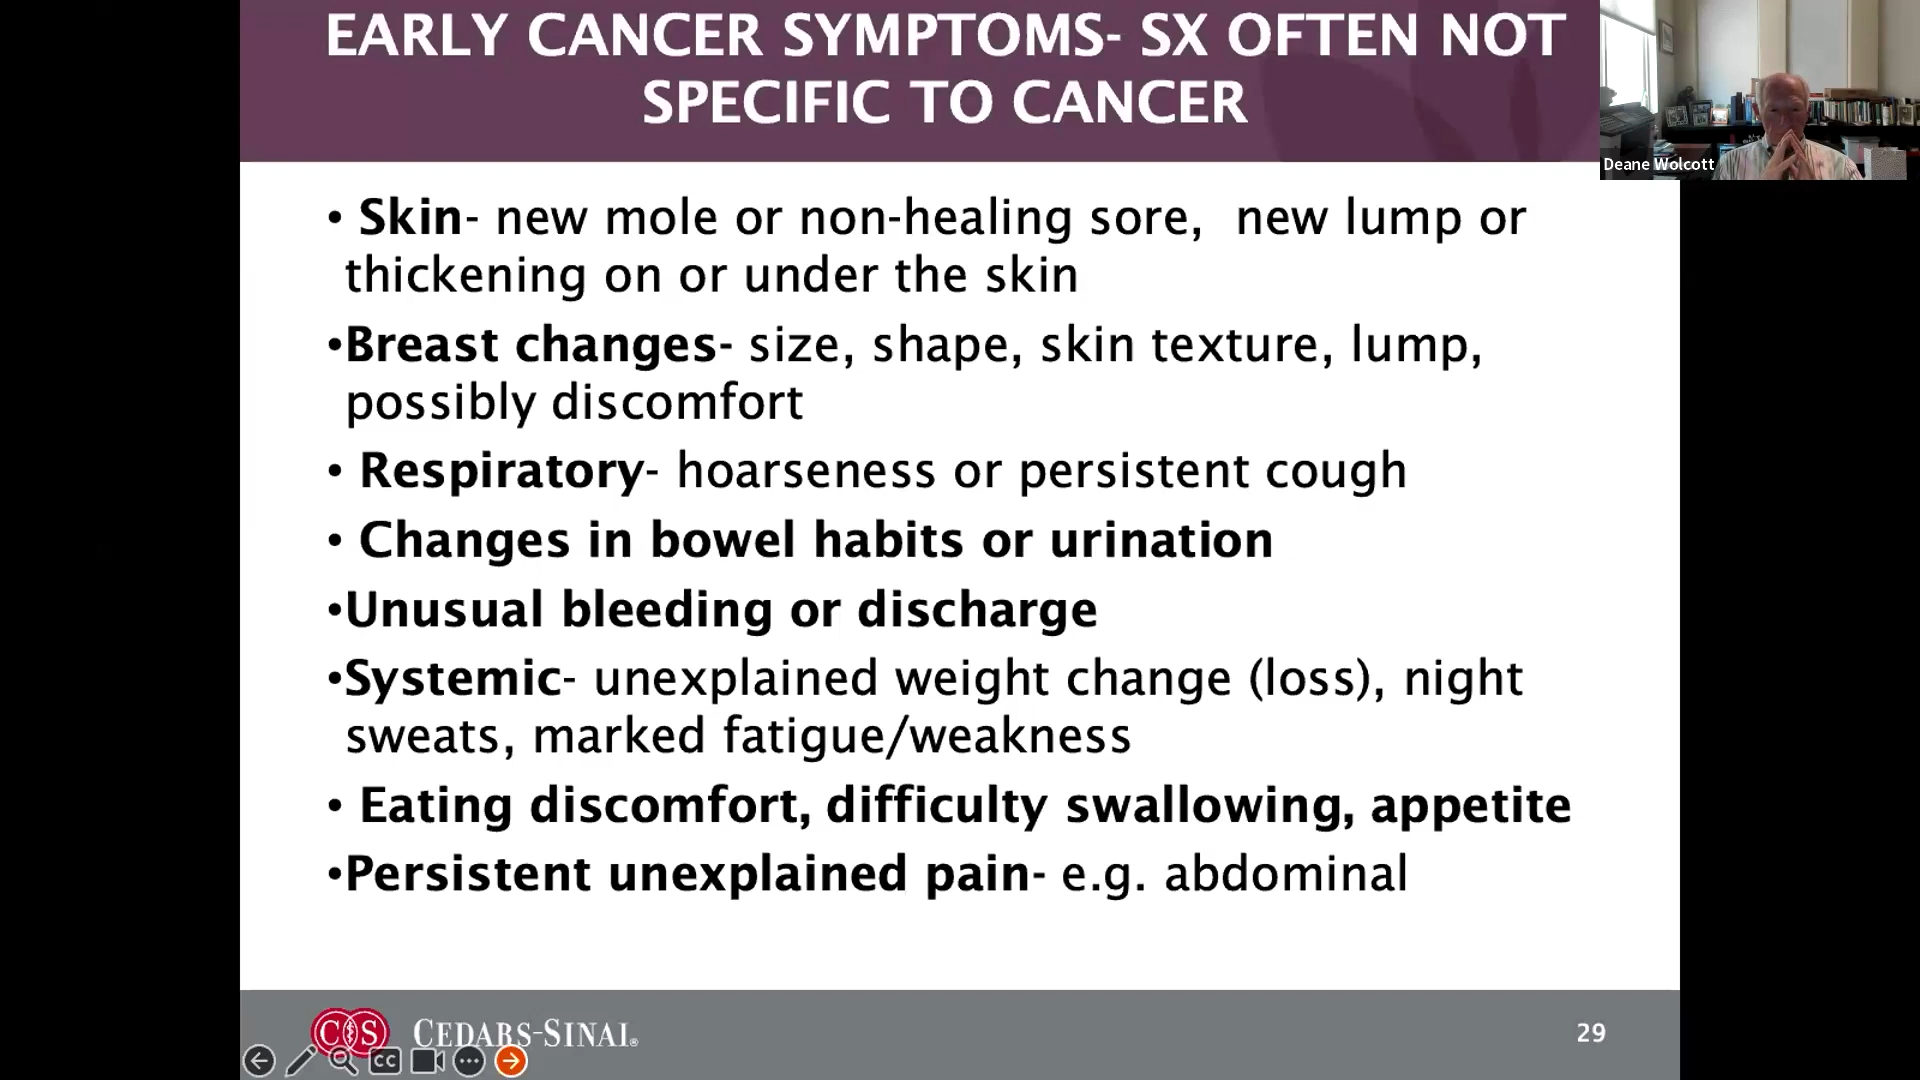 EARLY CANCER SYMPTOMS- SX OFTEN NOT
SPECIFIC TO CANCER
Deane Wolcott
• Skin- new mole or non-healing sore,  new lump or
thickening on or under the skin
•Breast changes- size, shape, skin texture, lump,
possibly discomfort
• Respiratory- hoarseness or persistent cough
• Changes in bowel habits or urination
•Unusual bleeding or discharge
•Systemic- unexplained weight change (loss), night
sweats, marked fatigue/weakness
• Eating discomfort, difficulty swallowing, appetite
•Persistent unexplained pain- e.g. abdominal
CS CEDARS-SINAI®
29
CC